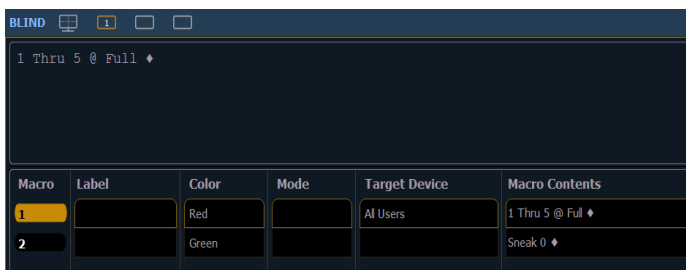 BLIND 1
1 Thru 5 @ Full ♦
Macro Label Color Mode Target Device Macro Contents
1 Red All Users 1 Thru 5 @ Full ♦
2 Green Sneak 0 ♦